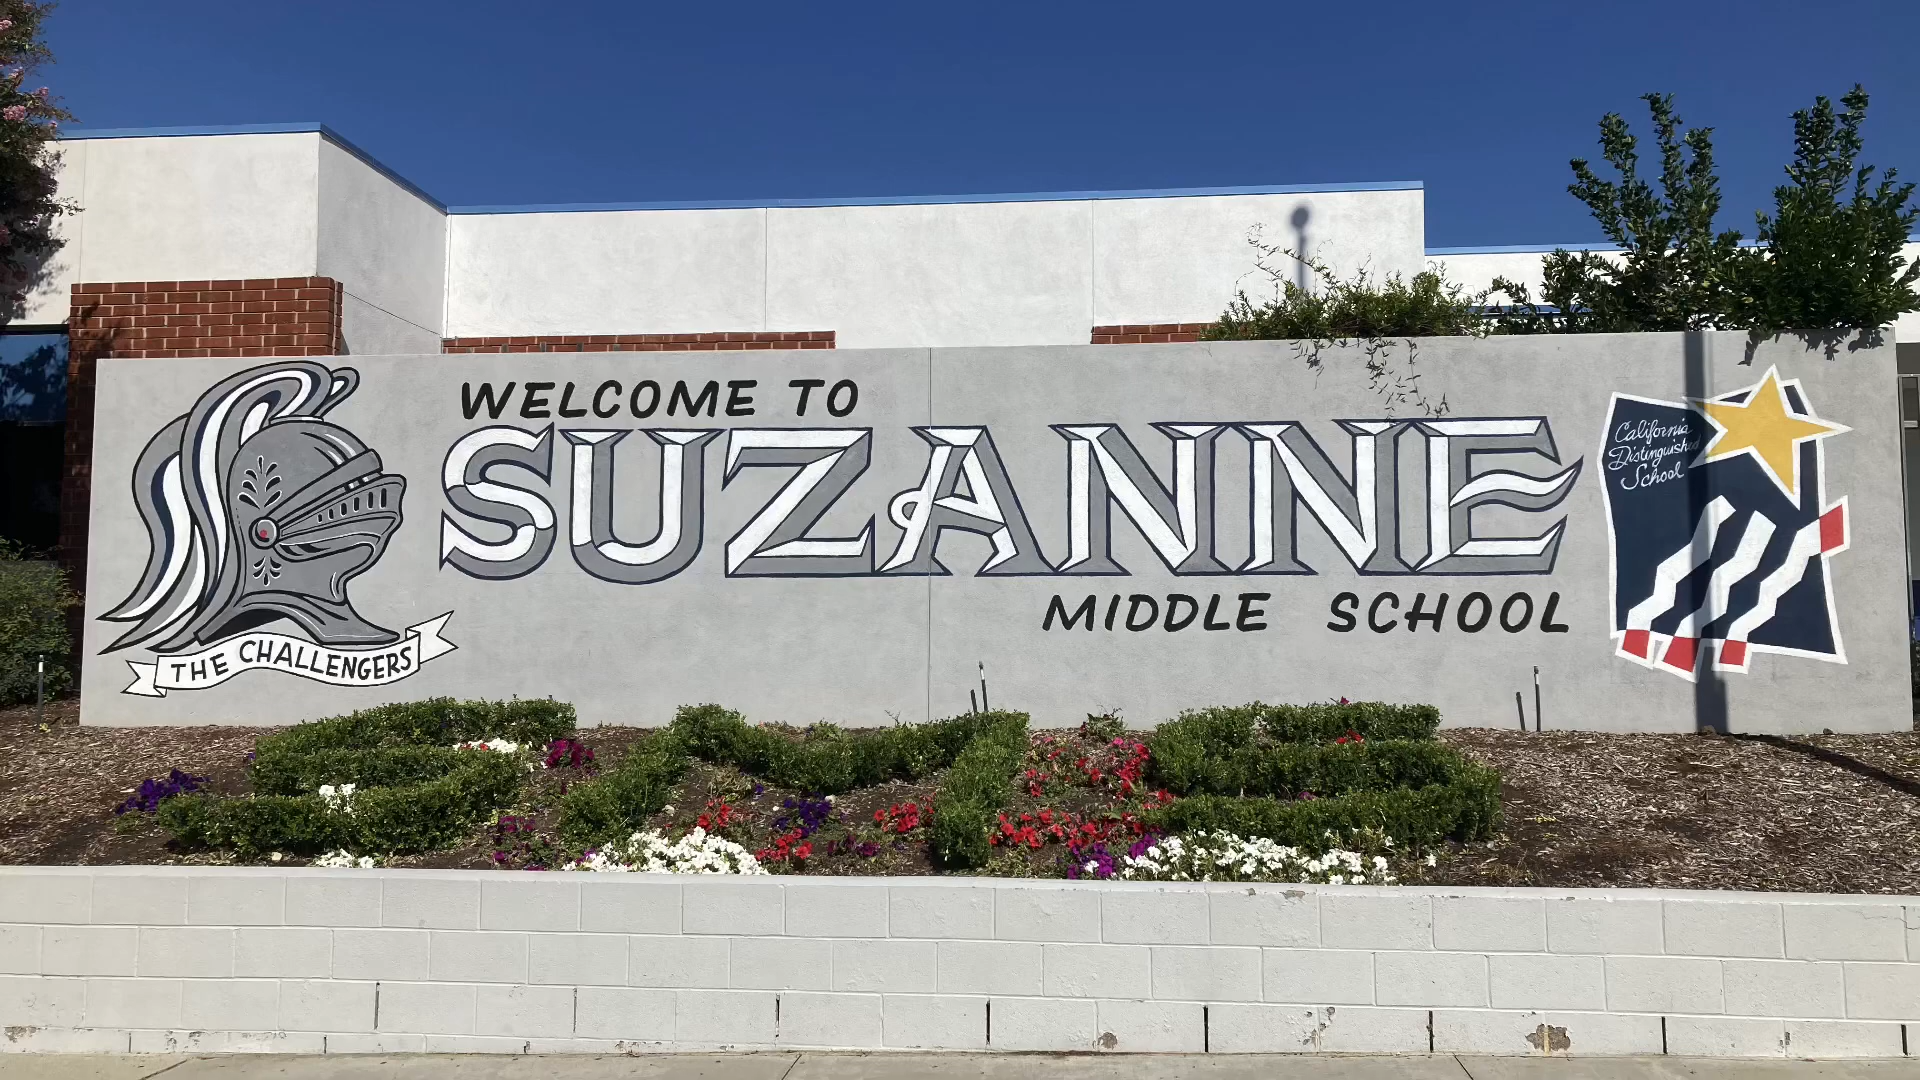 WELCOME TO
SUZANNE
MIDDLE SCHOOL
THE CHALLENGERS
California
Distinguished
School